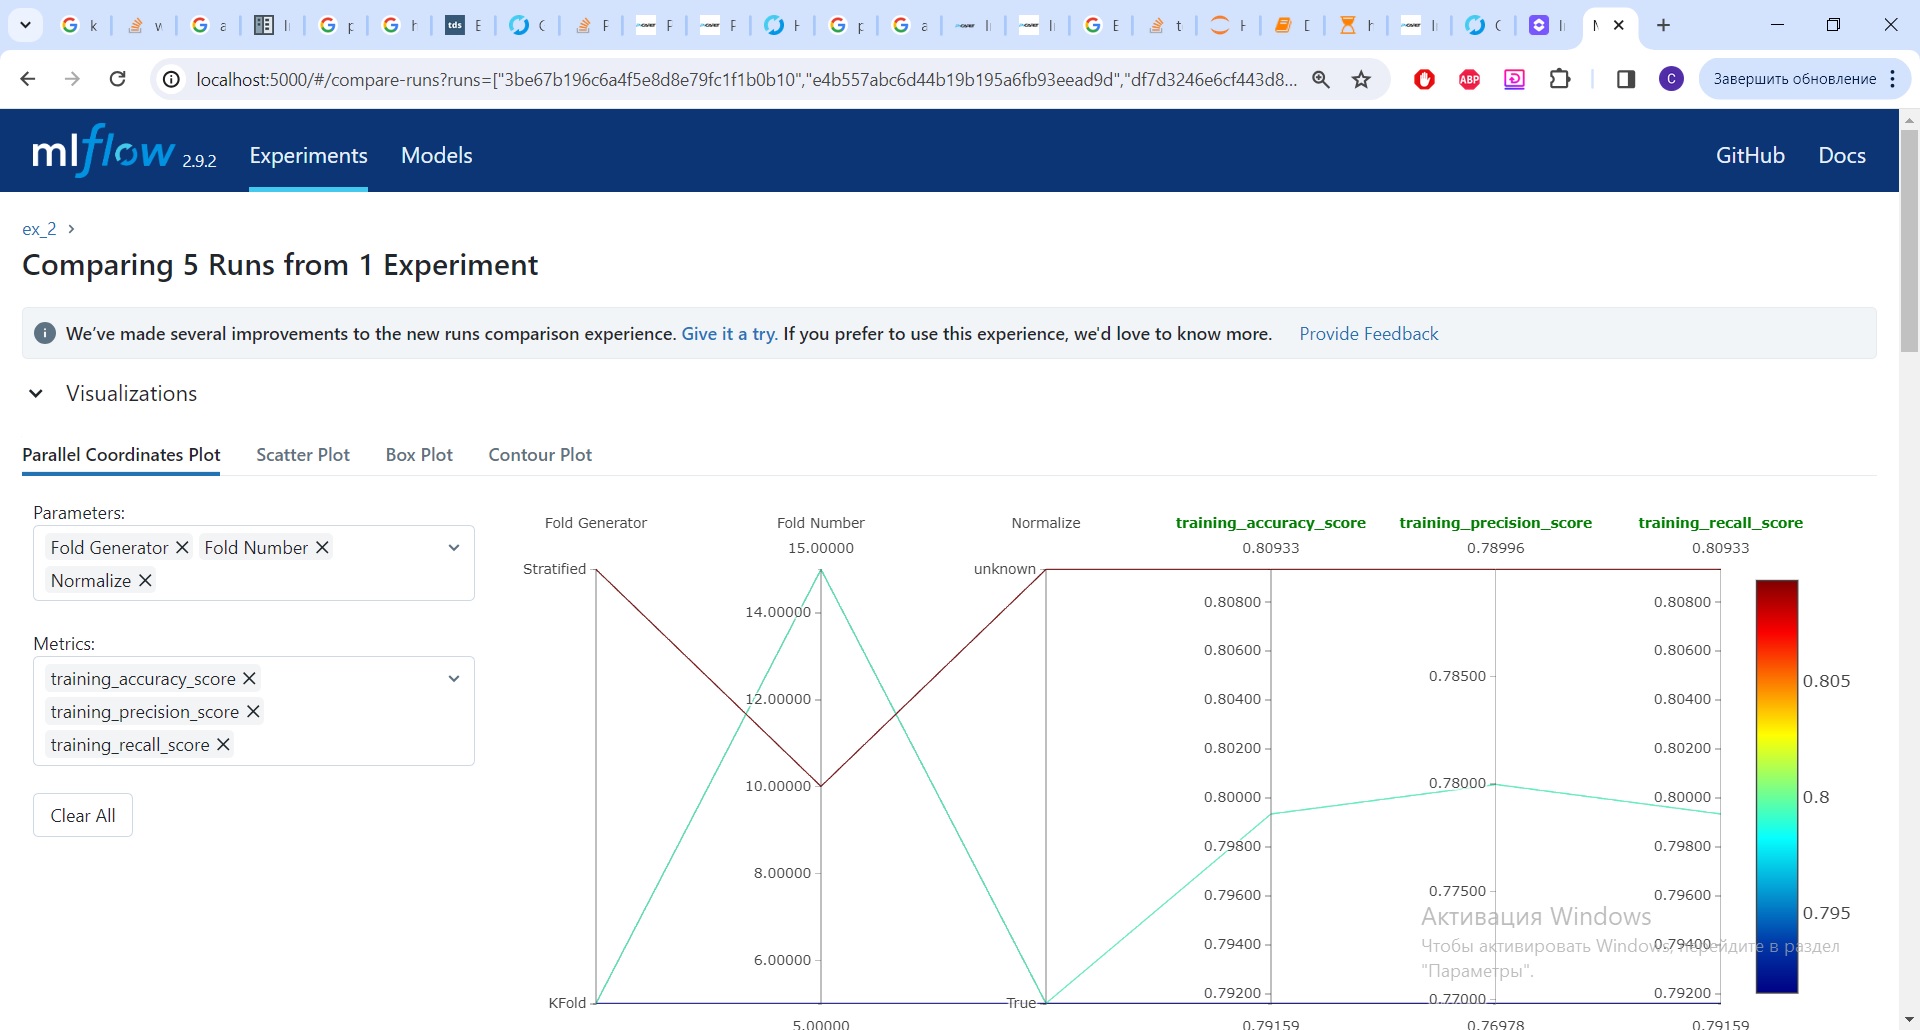 k
w
a
p
h
tds
E
F
F
F
H
p
a
E
t
H
h
localhost:5000/#/compare-runs?runs=["3be67b196c6a4f5e8d8e79fc1f1b0b10","e4b557abc6d44b19b195a6fb93eead9d","df7d3246e6cf443d8...
ABP
C
Завершить обновление
mlflow 2.9.2
Experiments
Models
GitHub
Docs
ex_2 >
Comparing 5 Runs from 1 Experiment
We've made several improvements to the new runs comparison experience. Give it a try. If you prefer to use this experience, we'd love to know more. Provide Feedback
Visualizations
Parallel Coordinates Plot
Scatter Plot
Box Plot
Contour Plot
Parameters:
Fold Generator
Fold Number
Normalize
Metrics:
training_accuracy_score
training_precision_score
training_recall_score
Clear All
Fold Generator
Stratified
KFold
Fold Number
15.00000
14.00000
12.00000
10.00000
8.00000
6.00000
5.00000
Normalize
unknown
True
training_accuracy_score
0.80933
0.80800
0.80600
0.80400
0.80200
0.80000
0.79800
0.79600
0.79400
0.79200
0.79159
training_precision_score
0.78996
0.78500
0.78000
0.77500
0.77000
0.76978
training_recall_score
0.80933
0.80800
0.80600
0.80400
0.80200
0.80000
0.79800
0.79600
0.79400
0.79200
0.79159
0.805
0.8
0.795
Активация Windows
Чтобы активировать Windows, перейдите в раздел
"Параметры".